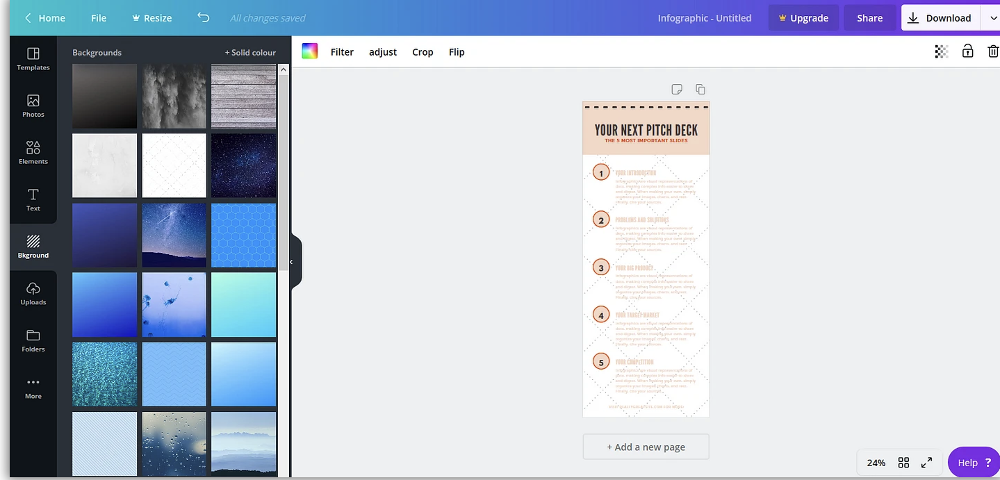 Home File Resize All changes saved Infographic - Untitled Upgrade Share Download
Templates
Photos
Elements
Text
Bkground
Uploads
Folders
More
Backgrounds + Solid colour
Filter adjust Crop Flip
YOUR NEXT PITCH DECK
THE 5 MOST IMPORTANT SLIDES
1 YOUR INTRODUCTION
Infographics are visual representations of
data, making complex info easier to share
and digest. When making your own, simply
organize your images, charts, and text.
Finally, cite your sources.
2 PROBLEMS AND SOLUTIONS
Infographics are visual representations of
data, making complex info easier to share
and digest. When making your own, simply
organize your images, charts, and text.
Finally, cite your sources.
3 YOUR BIG PRODUCT
Infographics are visual representations of
data, making complex info easier to share
and digest. When making your own, simply
organize your images, charts, and text.
Finally, cite your sources.
4 YOUR TARGET MARKET
Infographics are visual representations of
data, making complex info easier to share
and digest. When making your own, simply
organize your images, charts, and text.
Finally, cite your sources.
5 YOUR COMPETITION
Infographics are visual representations of
data, making complex info easier to share
and digest. When making your own, simply
organize your images, charts, and text.
Finally, cite your sources.
+ Add a new page
24% Help ?